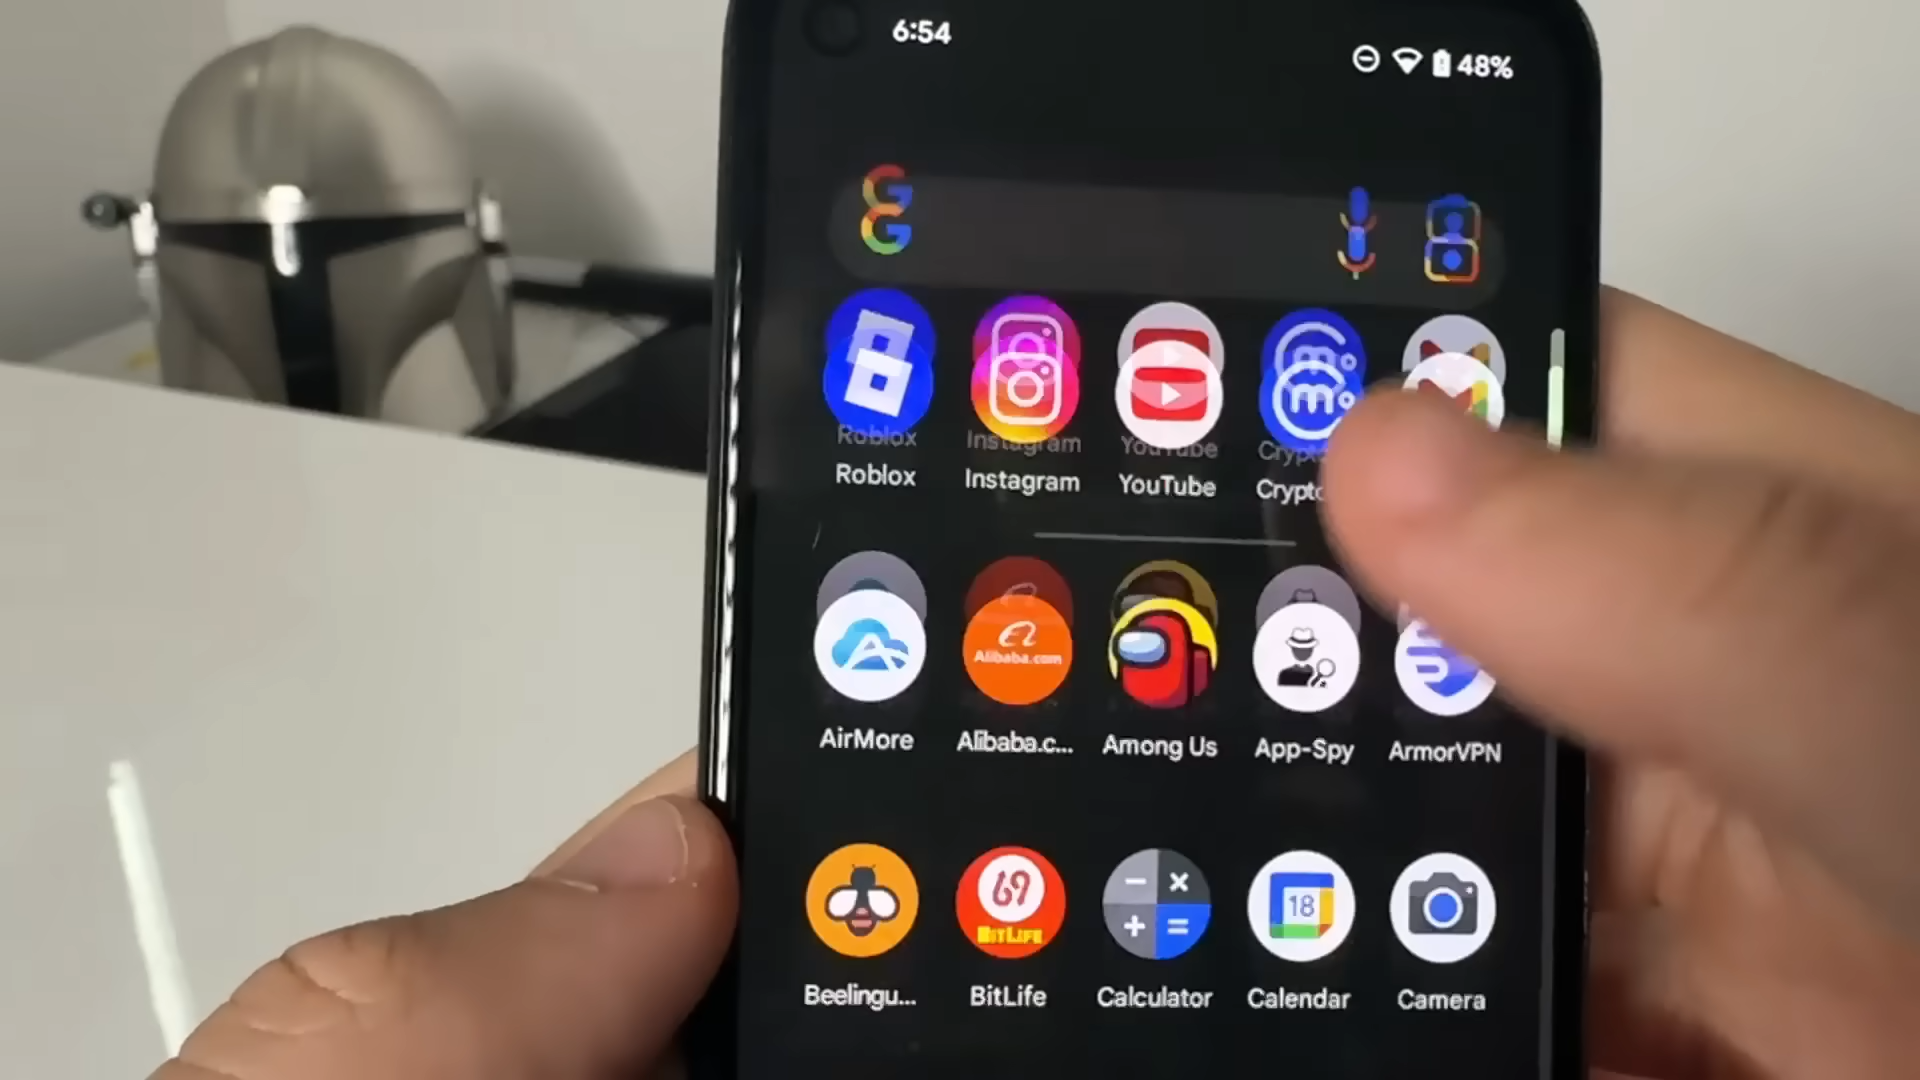 6:54
48%
Roblox Instagram YouTube Crypto
Roblox Instagram YouTube Crypto
Alibaba.com
AirMore Alibaba.c... Among Us App-Spy ArmorVPN
BitLife
18
Beelingu... BitLife Calculator Calendar Camera